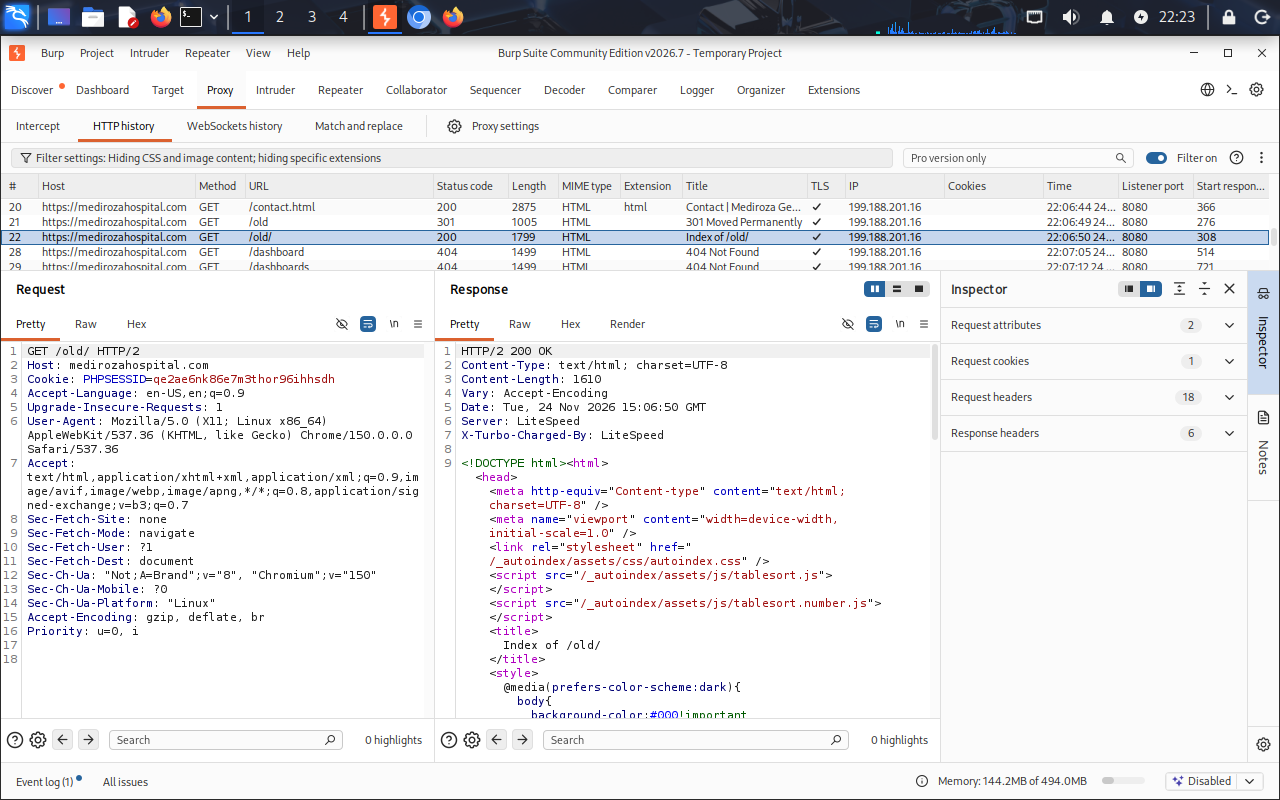 1 2 3 4 22:23
Burp Project Intruder Repeater View Help Burp Suite Community Edition v2026.7 - Temporary Project
Discover Dashboard Target Proxy Intruder Repeater Collaborator Sequencer Decoder Comparer Logger Organizer Extensions
Intercept HTTP history WebSockets history Match and replace Proxy settings
Filter settings: Hiding CSS and image content; hiding specific extensions Pro version only Filter on
# Host Method URL Status code Length MIME type Extension Title TLS IP Cookies Time Listener port Start respon...
20 https://medirozahospital.com GET /contact.html 200 2875 HTML html Contact | Mediroza Ge... ✓ 199.188.201.16 22:06:44 24... 8080 366
21 https://medirozahospital.com GET /old 301 1005 HTML 301 Moved Permanently ✓ 199.188.201.16 22:06:49 24... 8080 276
22 https://medirozahospital.com GET /old/ 200 1799 HTML Index of /old/ ✓ 199.188.201.16 22:06:50 24... 8080 308
28 https://medirozahospital.com GET /dashboard 404 1499 HTML 404 Not Found ✓ 199.188.201.16 22:07:05 24... 8080 514
29 https://medirozahospital.com GET /dashboards 404 1499 HTML 404 Not Found ✓ 199.188.201.16 22:07:12 24... 8080 721
Request
Pretty Raw Hex \n
1 GET /old/ HTTP/2
2 Host: medirozahospital.com
3 Cookie: PHPSESSID=qe2ae6nk86e7m3thor96ihhsdh
4 Accept-Language: en-US,en;q=0.9
5 Upgrade-Insecure-Requests: 1
6 User-Agent: Mozilla/5.0 (X11; Linux x86_64)
AppleWebKit/537.36 (KHTML, like Gecko) Chrome/150.0.0.0
Safari/537.36
7 Accept:
text/html,application/xhtml+xml,application/xml;q=0.9,im
age/avif,image/webp,image/apng,*/*;q=0.8,application/sig
ned-exchange;v=b3;q=0.7
8 Sec-Fetch-Site: none
9 Sec-Fetch-Mode: navigate
10 Sec-Fetch-User: ?1
11 Sec-Fetch-Dest: document
12 Sec-Ch-Ua: "Not;A=Brand";v="8", "Chromium";v="150"
13 Sec-Ch-Ua-Mobile: ?0
14 Sec-Ch-Ua-Platform: "Linux"
15 Accept-Encoding: gzip, deflate, br
16 Priority: u=0, i
17
18
Search 0 highlights
Response
Pretty Raw Hex Render \n
1 HTTP/2 200 OK
2 Content-Type: text/html; charset=UTF-8
3 Content-Length: 1610
4 Vary: Accept-Encoding
5 Date: Tue, 24 Nov 2026 15:06:50 GMT
6 Server: LiteSpeed
7 X-Turbo-Charged-By: LiteSpeed
8
9 <!DOCTYPE html><html>
<head>
<meta http-equiv="Content-type" content="text/html;
charset=UTF-8" />
<meta name="viewport" content="width=device-width,
initial-scale=1.0" />
<link rel="stylesheet" href="
/_autoindex/assets/css/autoindex.css" />
<script src="/_autoindex/assets/js/tablesort.js">
</script>
<script src="/_autoindex/assets/js/tablesort.number.js">
</script>
<title>
Index of /old/
</title>
<style>
@media(prefers-color-scheme:dark){
body{
background-color:#000!important
Search 0 highlights
Inspector
Request attributes 2
Request cookies 1
Request headers 18
Response headers 6
Inspector
Notes
Event log (1) All issues Memory: 144.2MB of 494.0MB Disabled